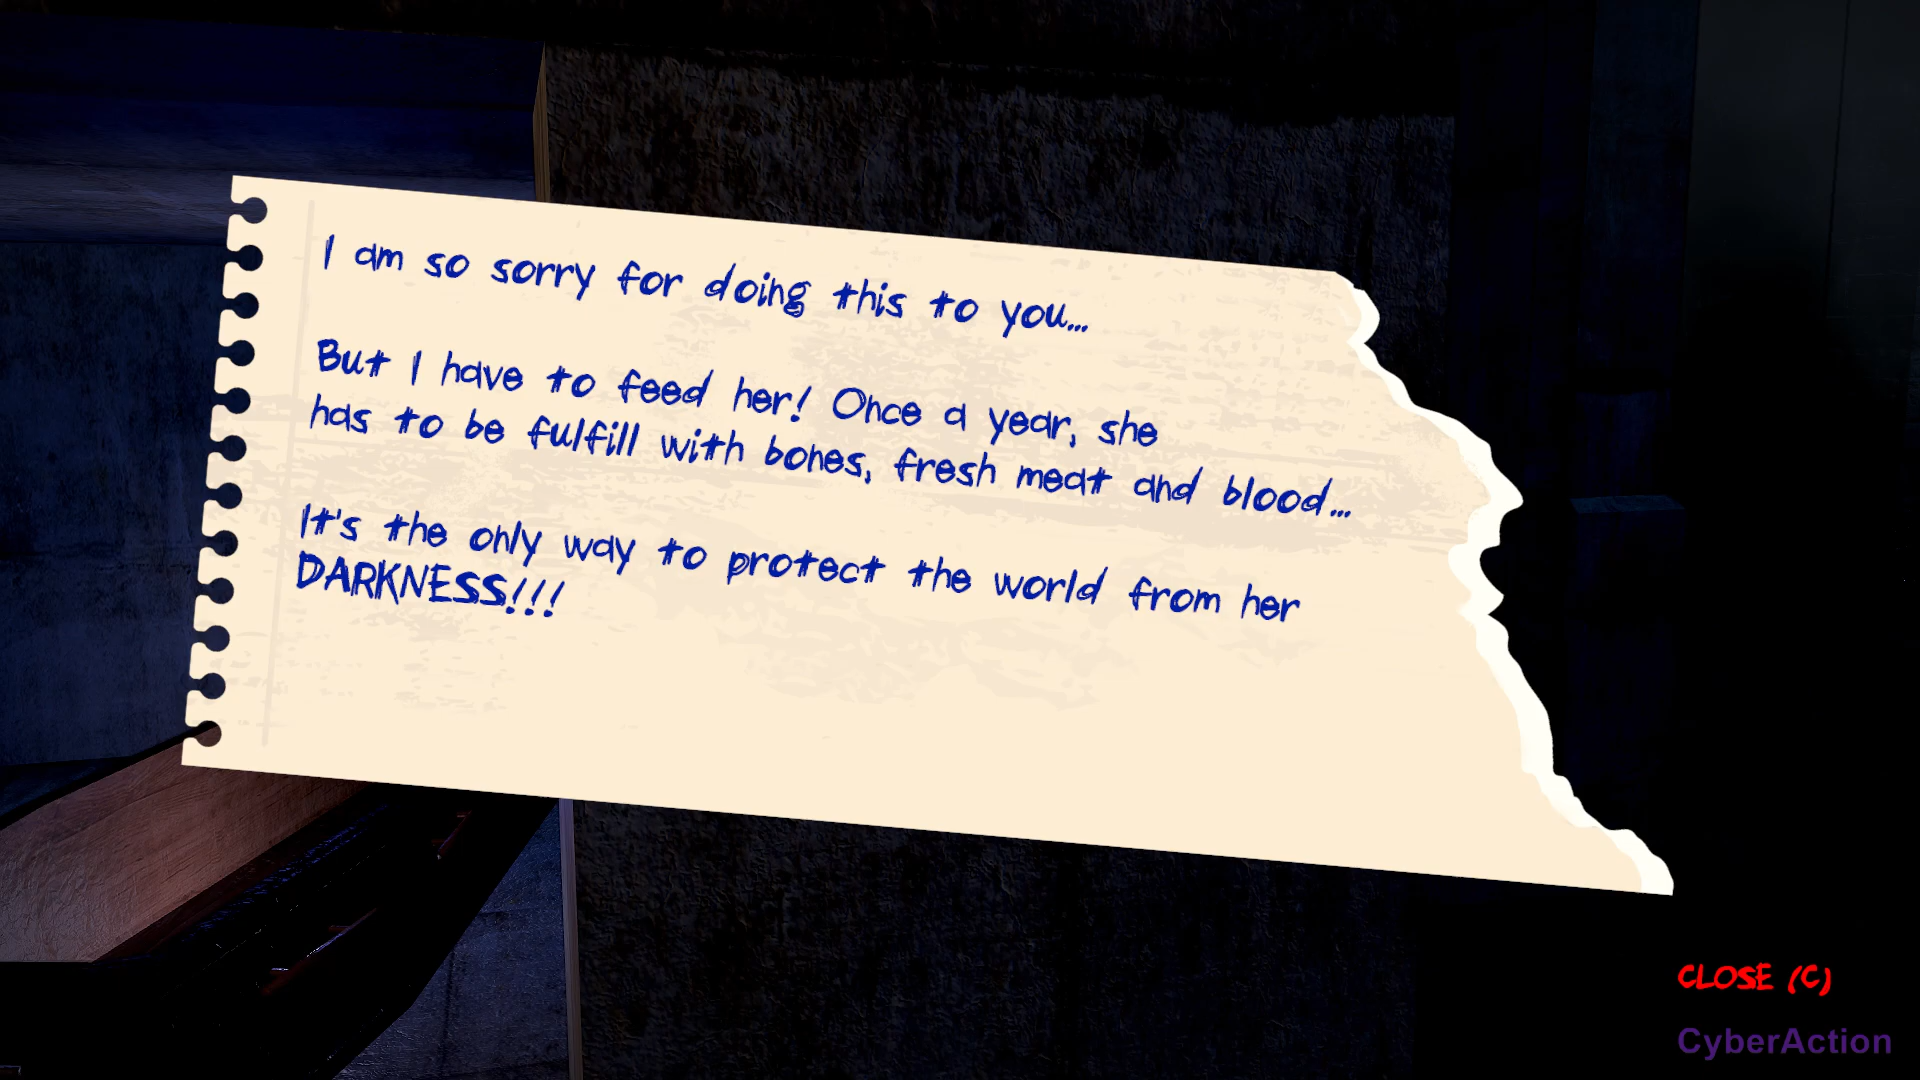 I am so sorry for doing this to you...
But I have to feed her! Once a year, she
has to be fulfill with bones, fresh meat and blood...
It's the only way to protect the world from her
DARKNESS!!!
CLOSE (C)
CyberAction